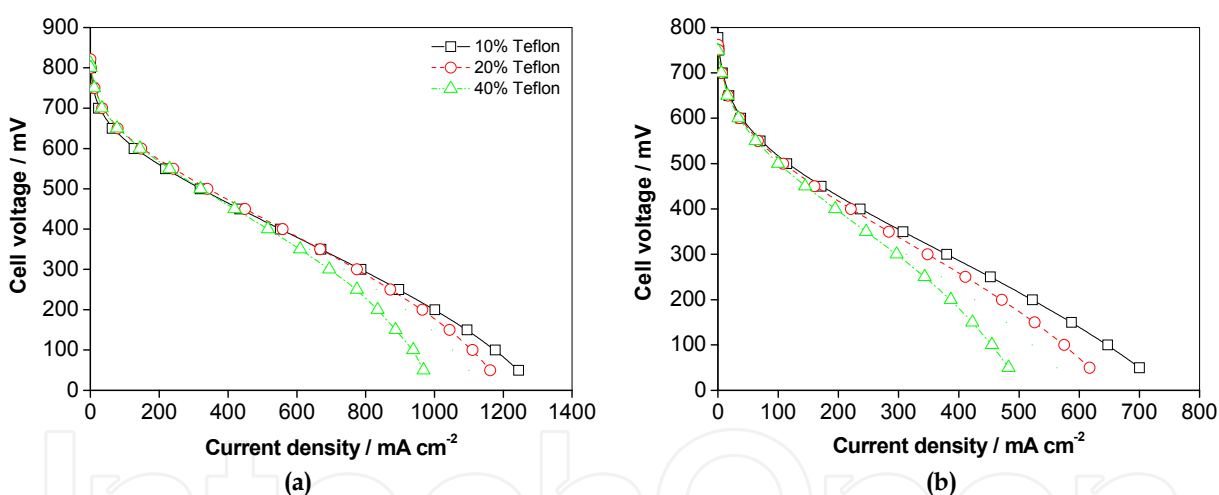 900
800
700
600
500
400
300
200
100
0
Cell voltage / mV
10% Teflon
20% Teflon
40% Teflon
0 200 400 600 800 1000 1200 1400
Current density / mA cm-2
(a)
800
700
600
500
400
300
200
100
0
Cell voltage / mV
0 100 200 300 400 500 600 700 800
Current density / mA cm-2
(b)
IntechOpen